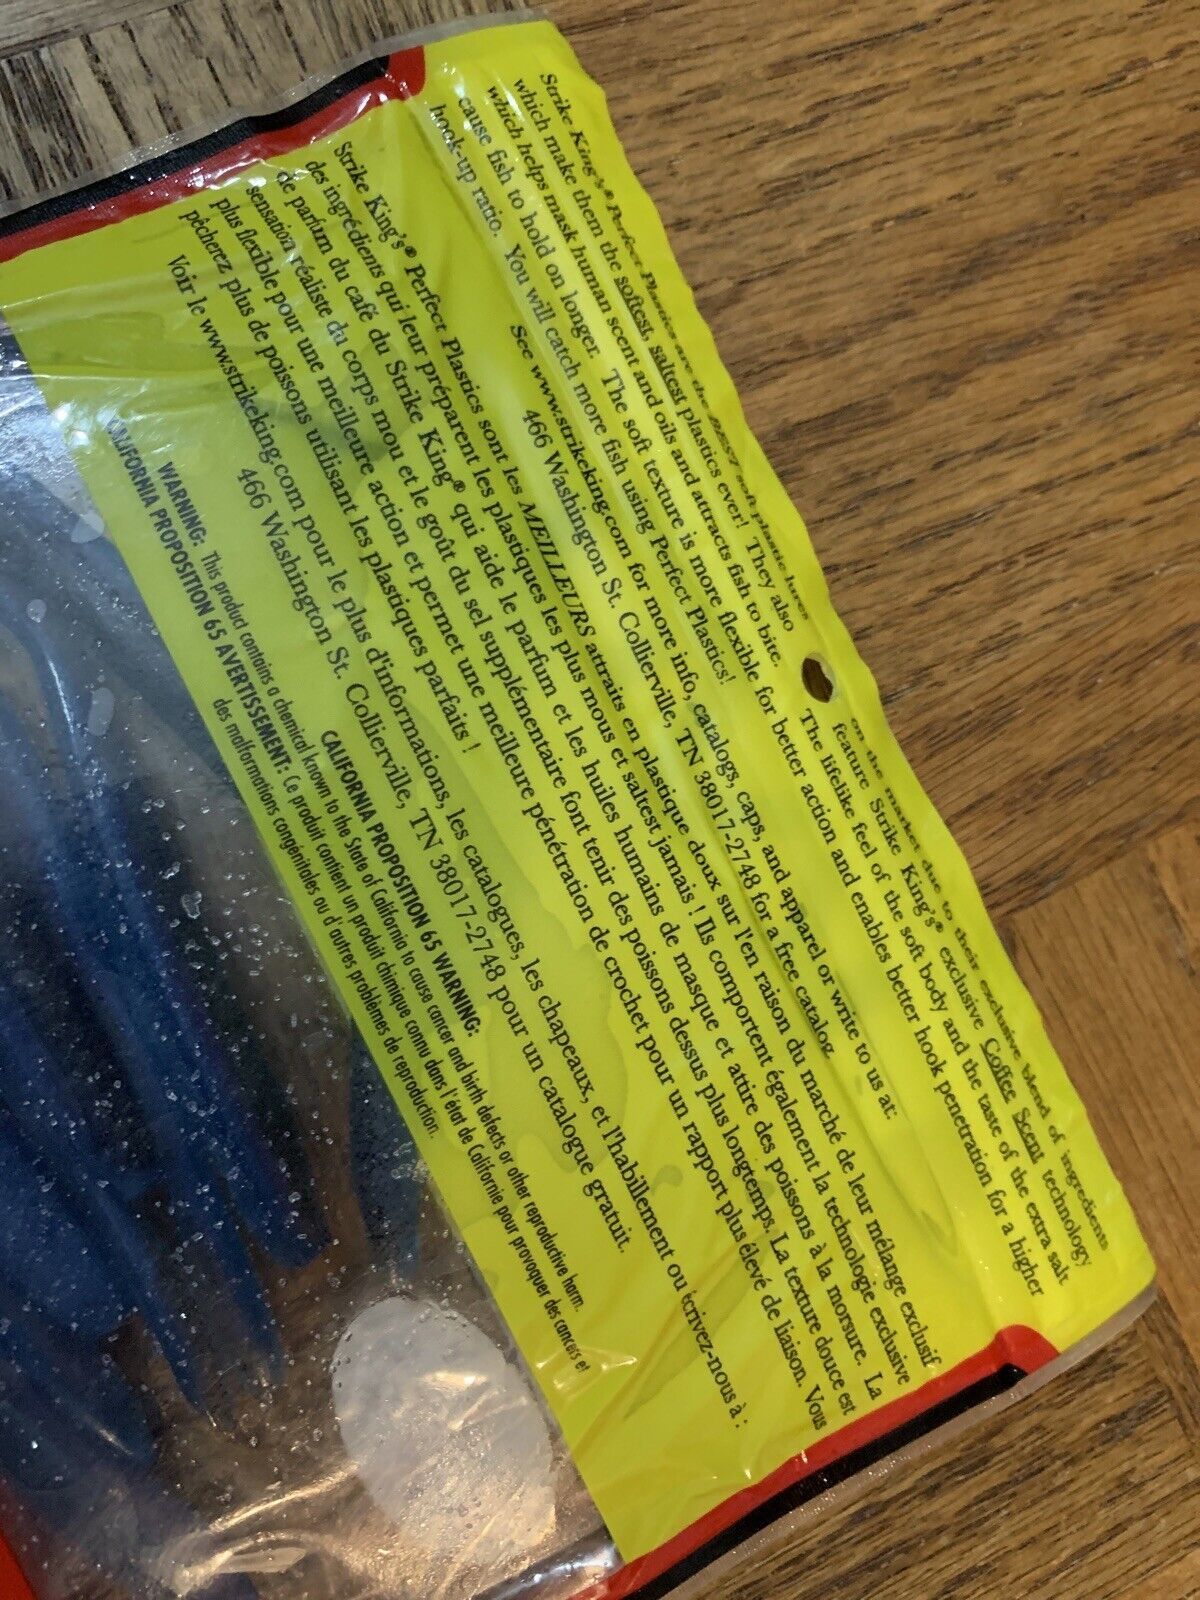 Strike King's® Perfect Plastics are the BEST soft plastic lures on the market due to their exclusive blend of ingredients
which make them the softest, saltest plastics ever! They also feature Strike King's® exclusive Coffee Scent technology
which helps mask human scent and oils and attracts fish to bite. The lifelike feel of the soft body and the taste of the extra salt
cause fish to hold on longer. The soft texture is more flexible for better action and enables better hook penetration for a higher
hook-up ratio. You will catch more fish using Perfect Plastics!
See www.strikeking.com for more info, catalogs, caps, and apparel or write to us at:
466 Washington St. Collierville, TN 38017-2748 for a free catalog.
Strike King's® Perfect Plastics sont les MEILLEURS attraits en plastique doux sur l'en raison du marché de leur mélange exclusif
des ingrédients qui leur préparent les plastiques les plus mous et saltest jamais ! Ils comportent également la technologie exclusive
de parfum du café du Strike King® qui aide le parfum et les huiles humains de masque et attire des poissons à la morsure. La
sensation réaliste du corps mou et le goût du sel supplémentaire font tenir des poissons dessus plus longtemps. La texture douce est
plus flexible pour une meilleure action et permet une meilleure pénétration de crochet pour un rapport plus élevé de liaison. Vous
pêcherez plus de poissons utilisant les plastiques parfaits !
Voir le www.strikeking.com pour le plus d'informations, les catalogues, les chapeaux, et l'habillement ou écrivez-nous à :
466 Washington St. Collierville, TN 38017-2748 pour un catalogue gratuit.
CALIFORNIA PROPOSITION 65 WARNING:
WARNING: This product contains a chemical known to the State of California to cause cancer and birth defects or other reproductive harm.
CALIFORNIA PROPOSITION 65 AVERTISSEMENT: Ce produit contient un produit chimique connu dans l'état de Californie pour provoquer des cancers et
des malformations congénitales ou d'autres problèmes de reproduction.